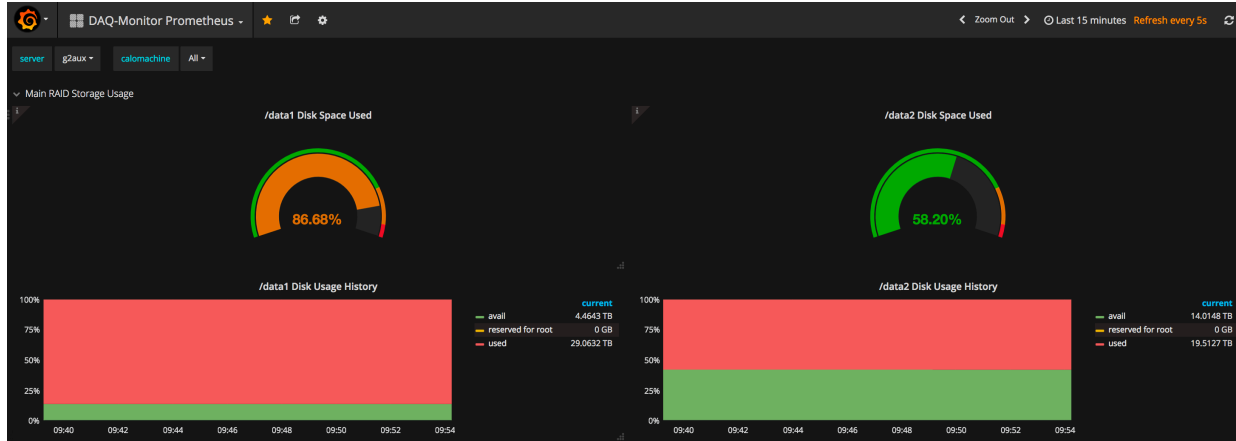 DAQ-Monitor Prometheus
Zoom Out
Last 15 minutes Refresh every 5s
server g2aux calomachine All
Main RAID Storage Usage
/data1 Disk Space Used
86.68%
/data2 Disk Space Used
58.20%
/data1 Disk Usage History
100%
75%
50%
25%
0%
09:40 09:42 09:44 09:46 09:48 09:50 09:52 09:54
current
avail 4.4643 TB
reserved for root 0 GB
used 29.0632 TB
/data2 Disk Usage History
100%
75%
50%
25%
0%
09:40 09:42 09:44 09:46 09:48 09:50 09:52 09:54
current
avail 14.0148 TB
reserved for root 0 GB
used 19.5127 TB